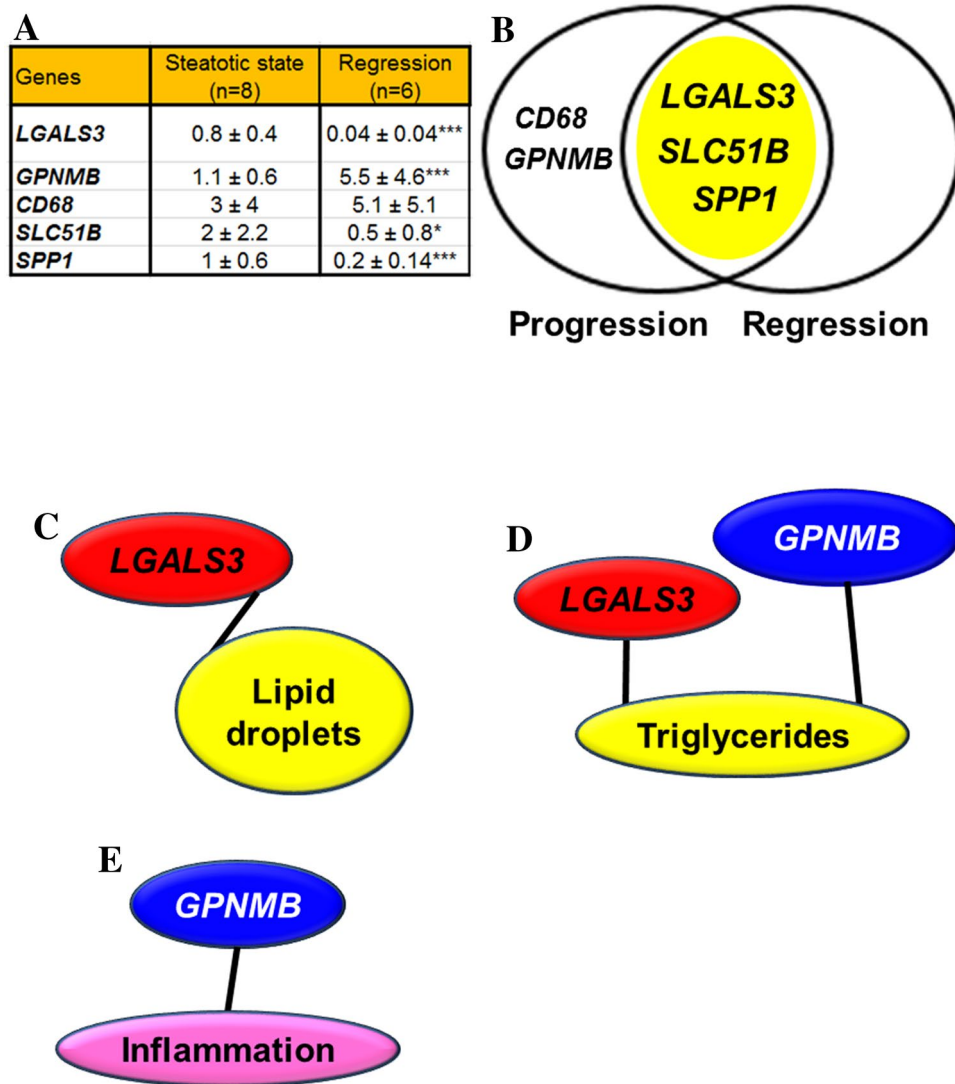 A
Genes Steatotic state (n=8) Regression (n=6)
LGALS3 0.8 ± 0.4 0.04 ± 0.04***
GPNMB 1.1 ± 0.6 5.5 ± 4.6***
CD68 3 ± 4 5.1 ± 5.1
SLC51B 2 ± 2.2 0.5 ± 0.8*
SPP1 1 ± 0.6 0.2 ± 0.14***
B
CD68
GPNMB
LGALS3
SLC51B
SPP1
Progression Regression
C
LGALS3
Lipid
droplets
D
LGALS3
GPNMB
Triglycerides
E
GPNMB
Inflammation